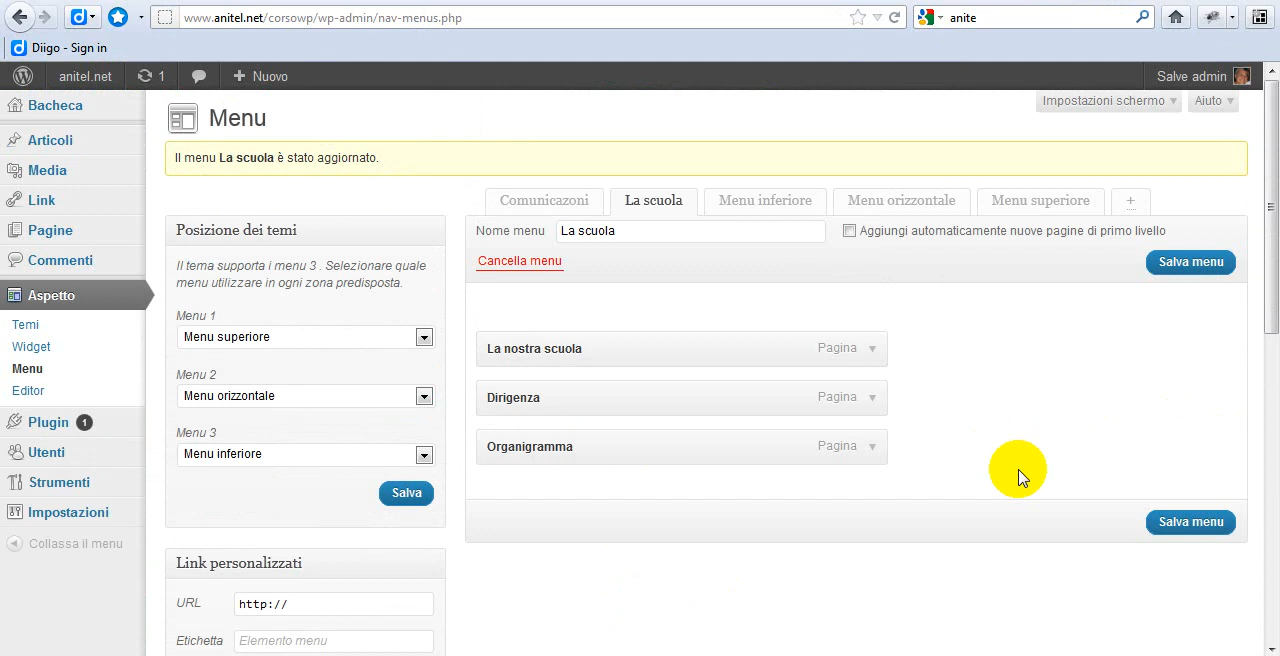 www.anitel.net/corsowp/wp-admin/nav-menus.php
anite
Diigo - Sign in
anitel.net 1 Nuovo Salve admin
Impostazioni schermo Aiuto
Bacheca
Articoli
Media
Link
Pagine
Commenti
Aspetto
Temi
Widget
Menu
Editor
Plugin 1
Utenti
Strumenti
Impostazioni
Collassa il menu
Menu
Il menu La scuola è stato aggiornato.
Comunicazoni La scuola Menu inferiore Menu orizzontale Menu superiore +
Posizione dei temi
Il tema supporta i menu 3 . Selezionare quale
menu utilizzare in ogni zona predisposta.
Menu 1
Menu superiore
Menu 2
Menu orizzontale
Menu 3
Menu inferiore
Salva
Link personalizzati
URL http://
Etichetta Elemento menu
Nome menu La scuola Aggiungi automaticamente nuove pagine di primo livello
Cancella menu Salva menu
La nostra scuola Pagina
Dirigenza Pagina
Organigramma Pagina
Salva menu